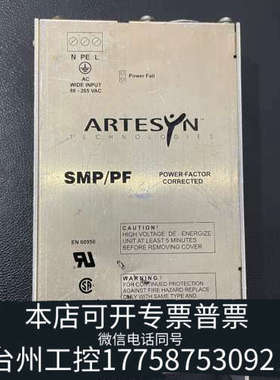 N PE L
Power Fail
AC
WIDE INPUT
88 - 265 VAC
ARTESYN
TECHNOLOGIES
SMP/PF
POWER-FACTOR
CORRECTED
CAUTION!
HIGH VOLTAGE: DE - ENERGIZE
UNIT AT LEAST 5 MINUTES
BEFORE REMOVING COVER
EN 60950
WARNING!
FOR CONTINUED PROTECTION
AGAINST FIRE HAZARD REPLACE
ONLY WITH SAME TYPE AND
本店可开专票普票
微信电话同号
台州工控17758753092